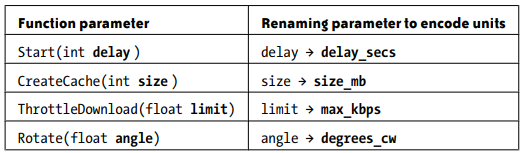 Function parameter Renaming parameter to encode units
Start(int delay ) delay → delay_secs
CreateCache(int size ) size → size_mb
ThrottleDownload(float limit) limit → max_kbps
Rotate(float angle) angle → degrees_cw